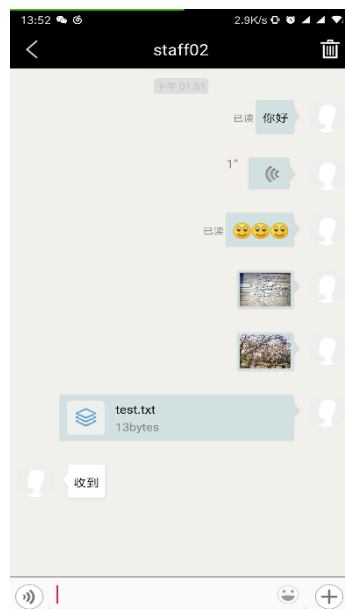 13:52 2.9K/s
staff02
下午 01:51
已读 你好
1"
已读
test.txt
13bytes
收到